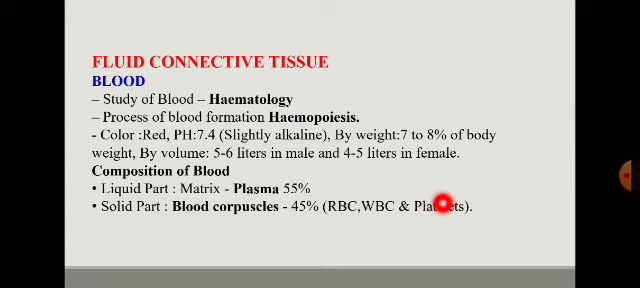 FLUID CONNECTIVE TISSUE
BLOOD
– Study of Blood – Haematology
– Process of blood formation Haemopoiesis.
- Color :Red, PH:7.4 (Slightly alkaline), By weight:7 to 8% of body
weight, By volume: 5-6 liters in male and 4-5 liters in female.
Composition of Blood
• Liquid Part : Matrix - Plasma 55%
• Solid Part : Blood corpuscles - 45% (RBC,WBC & Platelets).